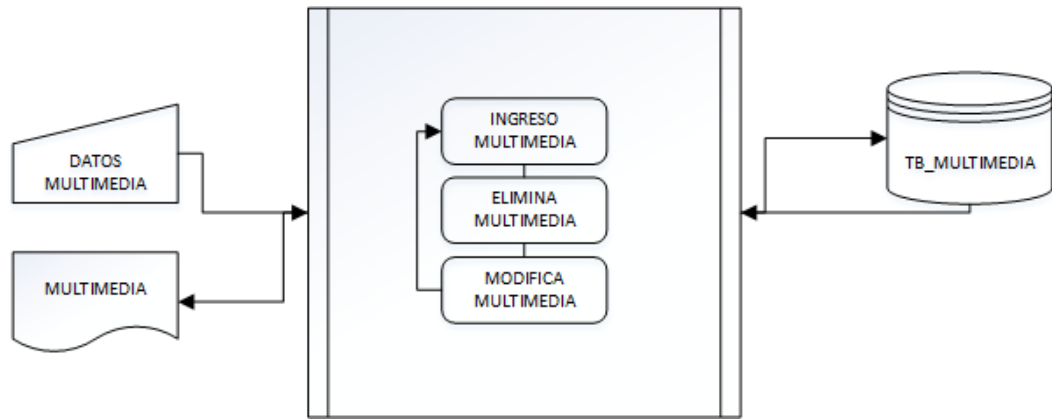 DATOS
MULTIMEDIA
MULTIMEDIA
INGRESO
MULTIMEDIA
ELIMINA
MULTIMEDIA
MODIFICA
MULTIMEDIA
TB_MULTIMEDIA